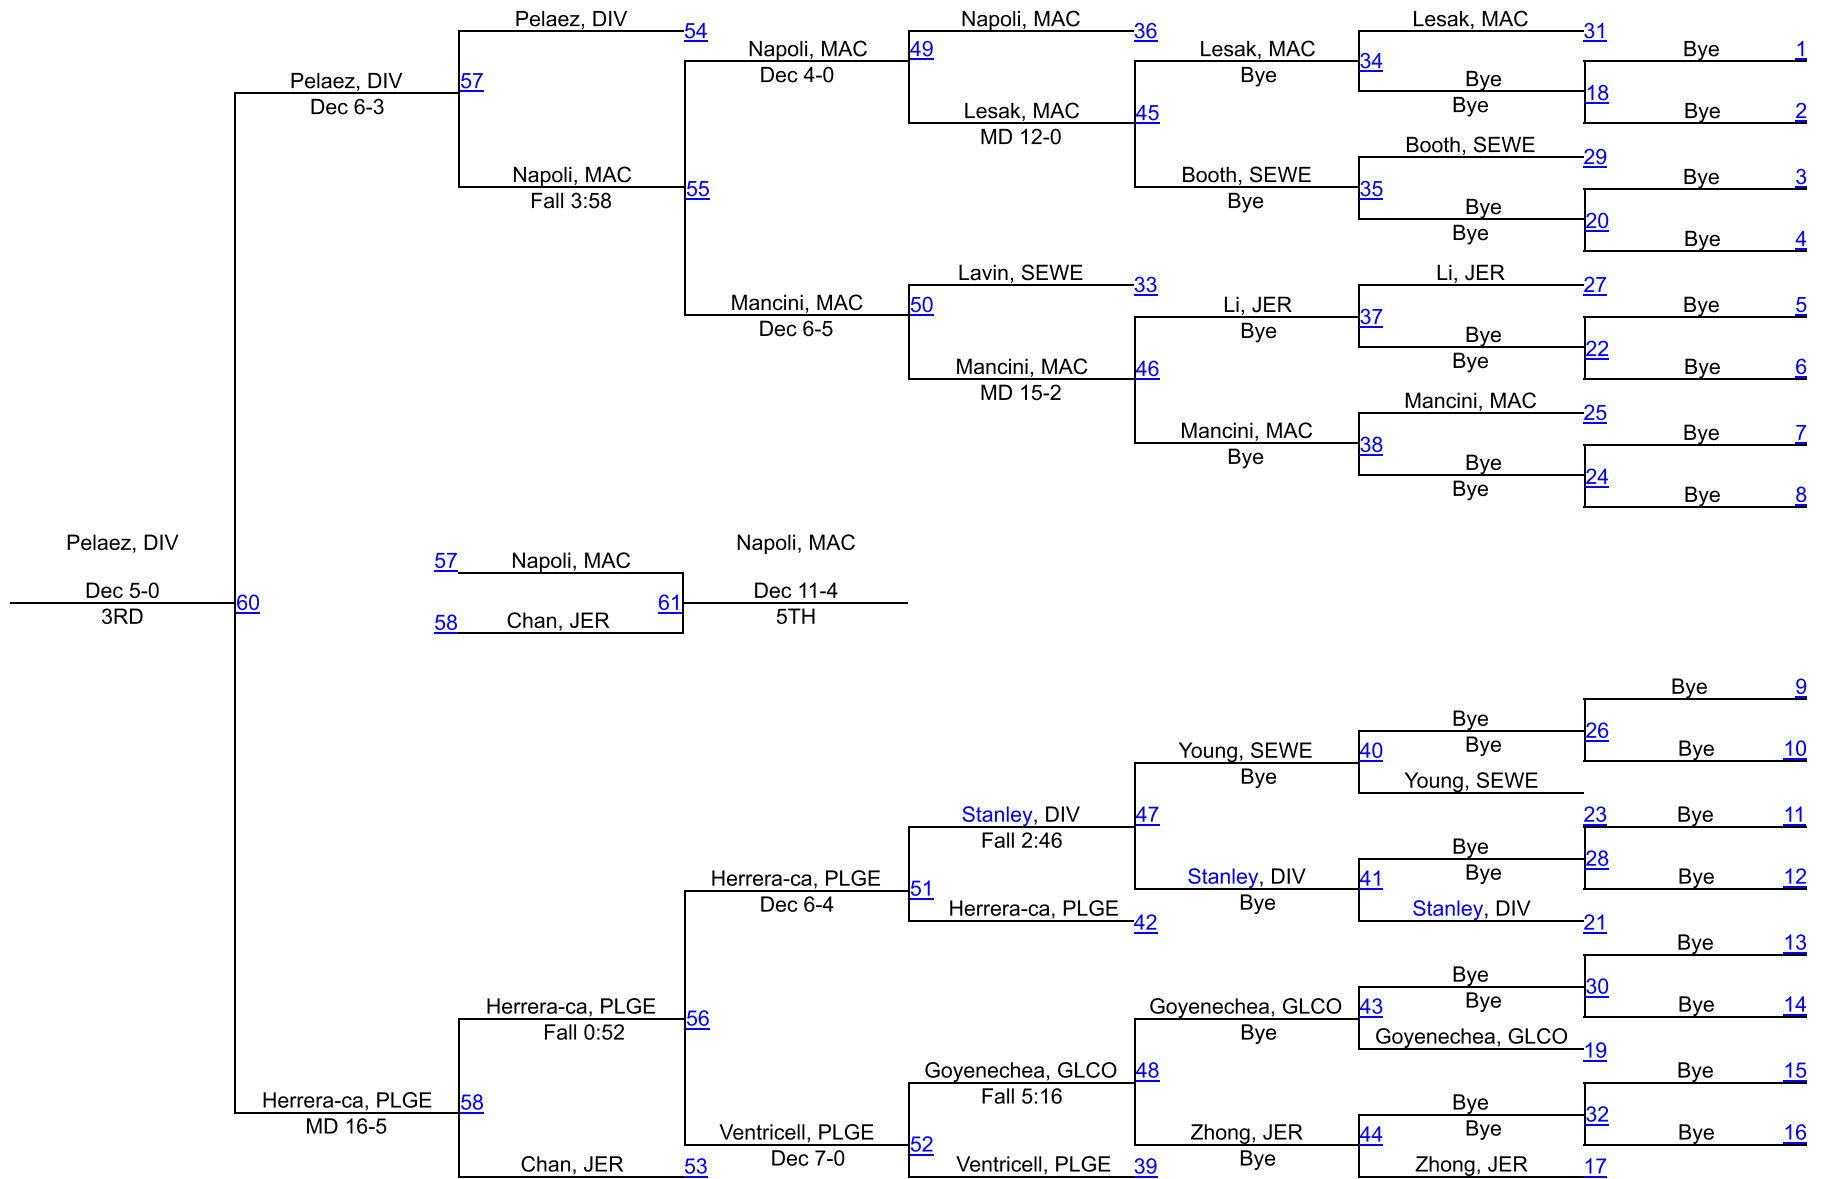 Pelaez, DIV
54
Napoli, MAC
36
Lesak, MAC
31
Napoli, MAC
49
Lesak, MAC
34
Bye
1
Pelaez, DIV
57
Dec 4-0
Bye
Bye
18
Dec 6-3
Lesak, MAC
45
Bye
2
MD 12-0
Booth, SEWE
29
Napoli, MAC
55
Booth, SEWE
35
Bye
3
Fall 3:58
Bye
Bye
20
Bye
Bye
4
Lavin, SEWE
33
Li, JER
27
Mancini, MAC
50
Li, JER
37
Bye
5
Dec 6-5
Bye
Bye
22
Mancini, MAC
46
Bye
6
Bye
MD 15-2
Mancini, MAC
25
Mancini, MAC
38
Bye
7
Bye
Bye
24
Bye
Bye
8
Pelaez, DIV
Napoli, MAC
57
Napoli, MAC
Dec 5-0
60
61
Dec 11-4
3RD
58
Chan, JER
5TH
Bye
9
Bye
26
Young, SEWE
40
Bye
Bye
10
Bye
Young, SEWE
Stanley, DIV
47
23
Bye
11
Fall 2:46
Bye
28
Herrera-ca, PLGE
51
Stanley, DIV
41
Bye
Bye
12
Dec 6-4
Herrera-ca, PLGE
42
Bye
Stanley, DIV
21
Bye
13
Bye
30
Herrera-ca, PLGE
56
Goyenechea, GLCO
43
Bye
Bye
14
Fall 0:52
Bye
Goyenechea, GLCO
19
Goyenechea, GLCO
48
Bye
15
Herrera-ca, PLGE
58
Fall 5:16
Bye
32
MD 16-5
Ventricell, PLGE
52
Zhong, JER
44
Bye
Bye
16
Dec 7-0
Bye
Chan, JER
53
Ventricell, PLGE
39
Zhong, JER
17